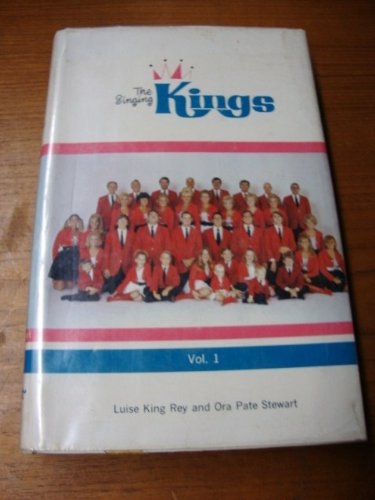 The
Singing
Kings
Vol. 1
Luise King Rey and Ora Pate Stewart